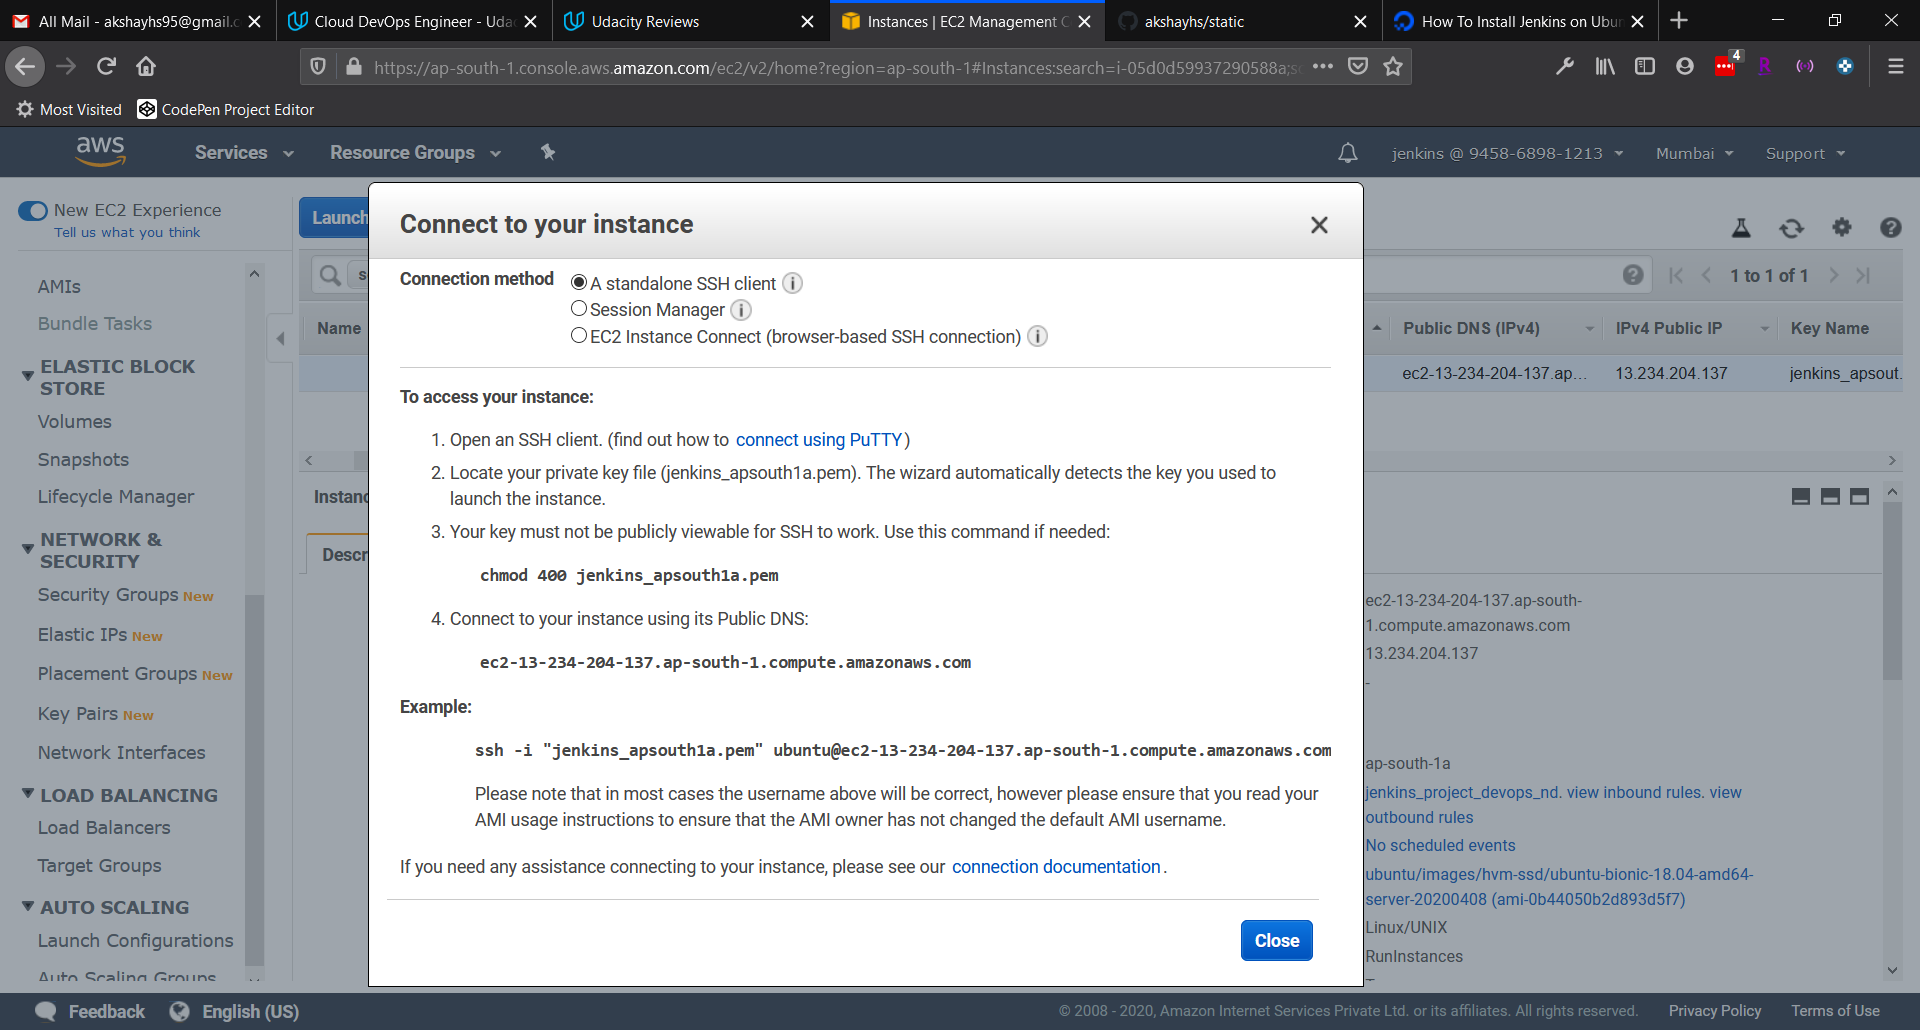 All Mail - akshayhs95@gmail.c
Cloud DevOps Engineer - Udac
Udacity Reviews
Instances | EC2 Management C
akshayhs/static
How To Install Jenkins on Ubun
https://ap-south-1.console.aws.amazon.com/ec2/v2/home?region=ap-south-1#Instances:search=i-05d0d59937290588a;so
4
Most Visited
CodePen Project Editor
aws
Services
Resource Groups
jenkins @ 9458-6898-1213
Mumbai
Support
New EC2 Experience
Tell us what you think
AMIs
Bundle Tasks
ELASTIC BLOCK
STORE
Volumes
Snapshots
Lifecycle Manager
NETWORK &
SECURITY
Security Groups New
Elastic IPs New
Placement Groups New
Key Pairs New
Network Interfaces
LOAD BALANCING
Load Balancers
Target Groups
AUTO SCALING
Launch Configurations
Auto Scaling Groups
Launch
s
Name
Instanc
Descr
Connect to your instance
Connection method
A standalone SSH client
Session Manager
EC2 Instance Connect (browser-based SSH connection)
To access your instance:
1. Open an SSH client. (find out how to connect using PuTTY)
2. Locate your private key file (jenkins_apsouth1a.pem). The wizard automatically detects the key you used to
launch the instance.
3. Your key must not be publicly viewable for SSH to work. Use this command if needed:
chmod 400 jenkins_apsouth1a.pem
4. Connect to your instance using its Public DNS:
ec2-13-234-204-137.ap-south-1.compute.amazonaws.com
Example:
ssh -i "jenkins_apsouth1a.pem" ubuntu@ec2-13-234-204-137.ap-south-1.compute.amazonaws.com
Please note that in most cases the username above will be correct, however please ensure that you read your
AMI usage instructions to ensure that the AMI owner has not changed the default AMI username.
If you need any assistance connecting to your instance, please see our connection documentation.
Close
1 to 1 of 1
Public DNS (IPv4)
IPv4 Public IP
Key Name
ec2-13-234-204-137.ap...
13.234.204.137
jenkins_apsout.
ec2-13-234-204-137.ap-south-
1.compute.amazonaws.com
13.234.204.137
-
ap-south-1a
jenkins_project_devops_nd. view inbound rules. view
outbound rules
No scheduled events
ubuntu/images/hvm-ssd/ubuntu-bionic-18.04-amd64-
server-20200408 (ami-0b44050b2d893d5f7)
Linux/UNIX
RunInstances
Feedback
English (US)
© 2008 - 2020, Amazon Internet Services Private Ltd. or its affiliates. All rights reserved.
Privacy Policy
Terms of Use